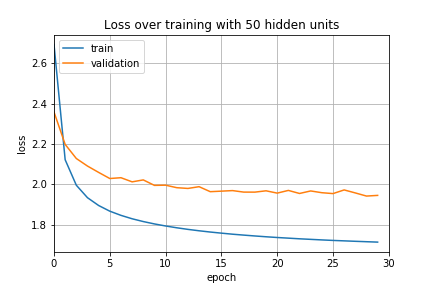 Loss over training with 50 hidden units
train
validation
loss
2.6
2.4
2.2
2.0
1.8
0 5 10 15 20 25 30
epoch